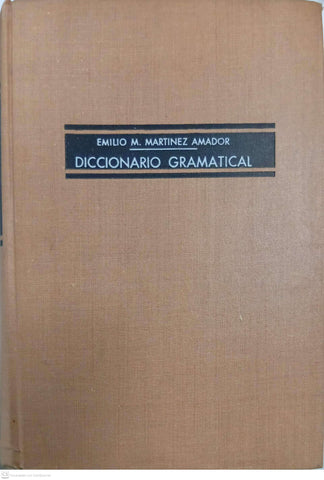 EMILIO M. MARTINEZ AMADOR
DICCIONARIO GRAMATICAL